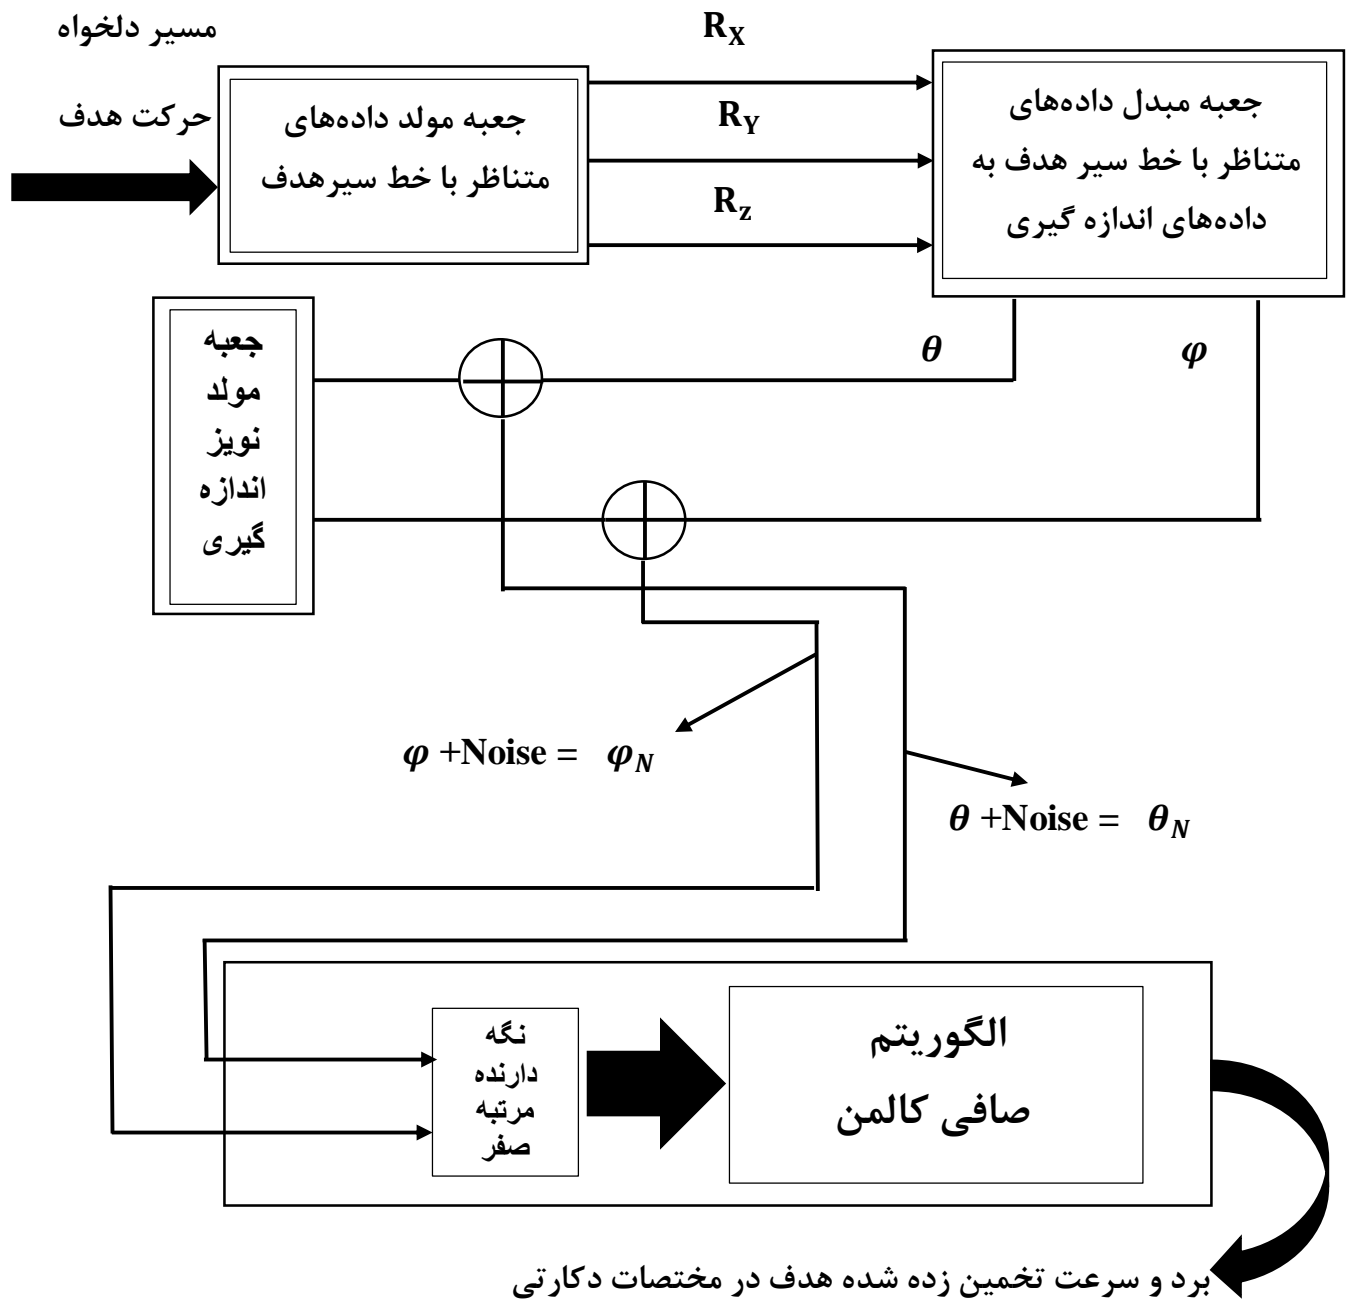 مسیر دلخواه
حرکت هدف
جعبه مولد داده‌های
متناظر با خط سیرهدف
R_X
R_Y
R_z
جعبه مبدل داده‌های
متناظر با خط سیر هدف به
داده‌های اندازه گیری
θ
φ
جعبه
مولد
نویز
اندازه
گیری
φ +Noise = φ_N
θ +Noise = θ_N
نگه
دارنده
مرتبه
صفر
الگوریتم
صافی کالمن
برد و سرعت تخمین زده شده هدف در مختصات دکارتی